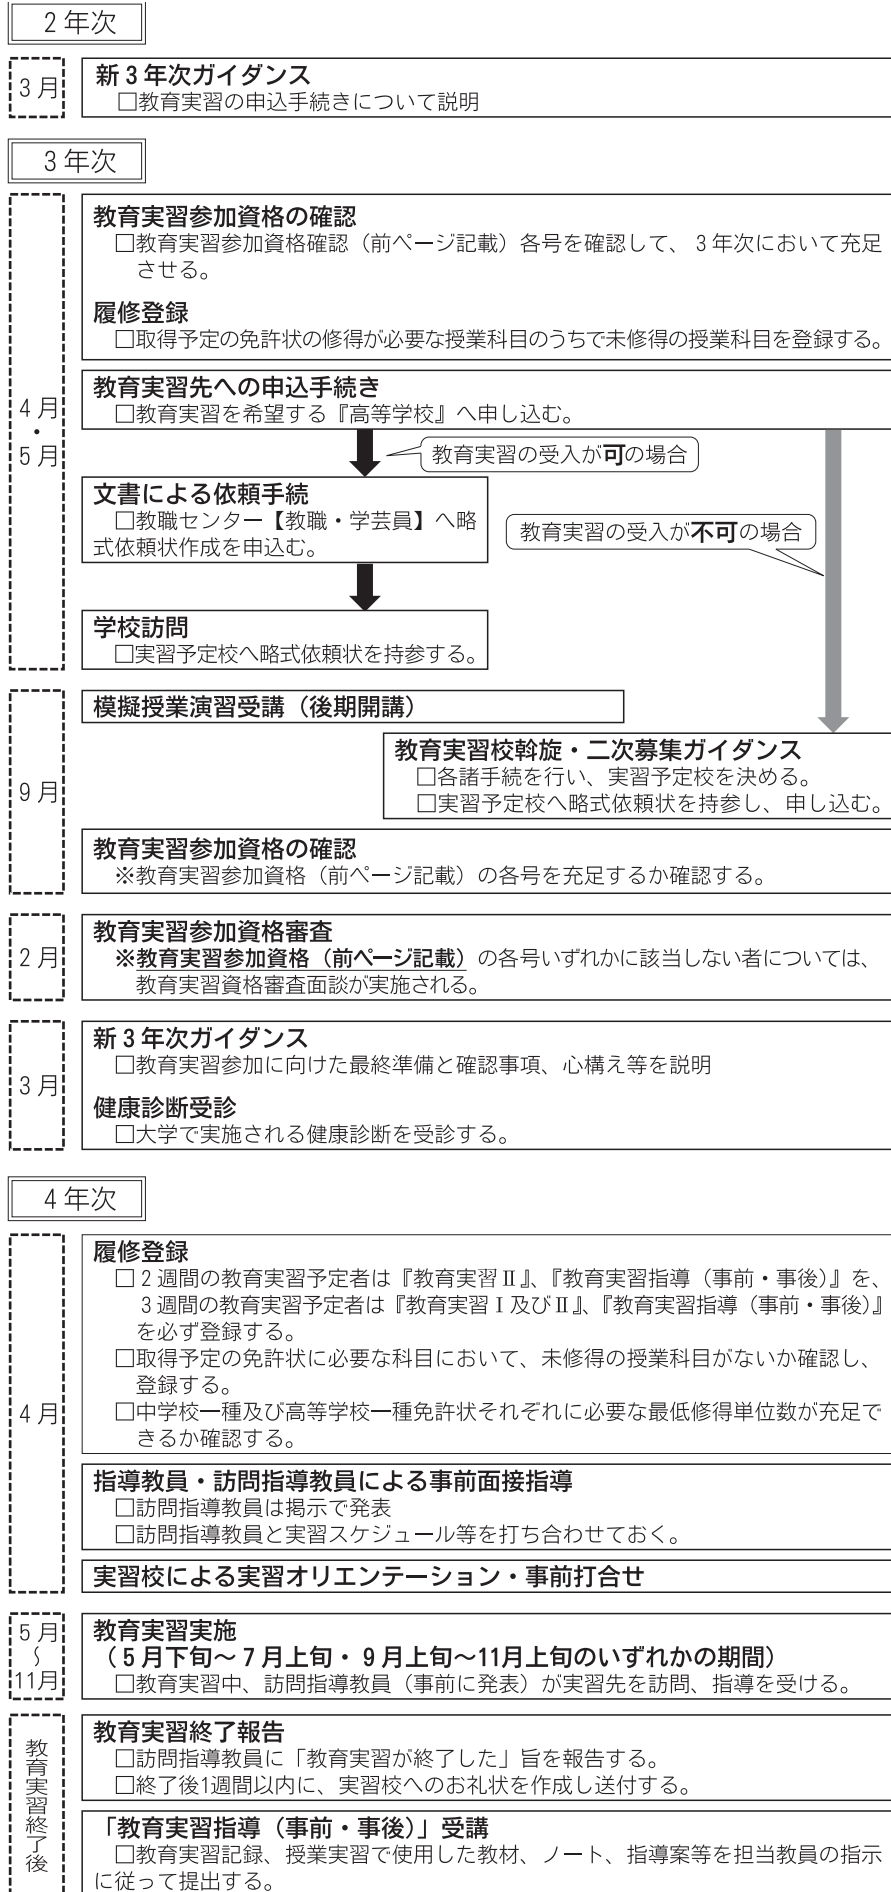 2年次
3月
新3年次ガイダンス
□教育実習の申込手続きについて説明
3年次
4月・5月
教育実習参加資格の確認
□教育実習参加資格確認（前ページ記載）各号を確認して、3年次において充足
させる。
履修登録
□取得予定の免許状の修得が必要な授業科目のうちで未修得の授業科目を登録する。
教育実習先への申込手続き
□教育実習を希望する『高等学校』へ申し込む。
教育実習の受入が可の場合
文書による依頼手続
□教職センター【教職・学芸員】へ略
式依頼状作成を申込む。
教育実習の受入が不可の場合
学校訪問
□実習予定校へ略式依頼状を持参する。
9月
模擬授業演習受講（後期開講）
教育実習校斡旋・二次募集ガイダンス
□各諸手続を行い、実習予定校を決める。
□実習予定校へ略式依頼状を持参し、申し込む。
教育実習参加資格の確認
※教育実習参加資格（前ページ記載）の各号を充足するか確認する。
2月
教育実習参加資格審査
※教育実習参加資格（前ページ記載）の各号いずれかに該当しない者については、
教育実習資格審査面談が実施される。
3月
新3年次ガイダンス
□教育実習参加に向けた最終準備と確認事項、心構え等を説明
健康診断受診
□大学で実施される健康診断を受診する。
4年次
4月
履修登録
□2週間の教育実習予定者は『教育実習Ⅱ』、『教育実習指導（事前・事後）』を、
3週間の教育実習予定者は『教育実習Ⅰ及びⅡ』、『教育実習指導（事前・事後）』
を必ず登録する。
□取得予定の免許状に必要な科目において、未修得の授業科目がないか確認し、
登録する。
□中学校一種及び高等学校一種免許状それぞれに必要な最低修得単位数が充足で
きるか確認する。
指導教員・訪問指導教員による事前面接指導
□訪問指導教員は掲示で発表
□訪問指導教員と実習スケジュール等を打ち合わせておく。
実習校による実習オリエンテーション・事前打合せ
5月〜11月
教育実習実施
（5月下旬〜7月上旬・9月上旬〜11月上旬のいずれかの期間）
□教育実習中、訪問指導教員（事前に発表）が実習先を訪問、指導を受ける。
教育実習終了後
教育実習終了報告
□訪問指導教員に「教育実習が終了した」旨を報告する。
□終了後1週間以内に、実習校へのお礼状を作成し送付する。
「教育実習指導（事前・事後）」受講
□教育実習記録、授業実習で使用した教材、ノート、指導案等を担当教員の指示
に従って提出する。